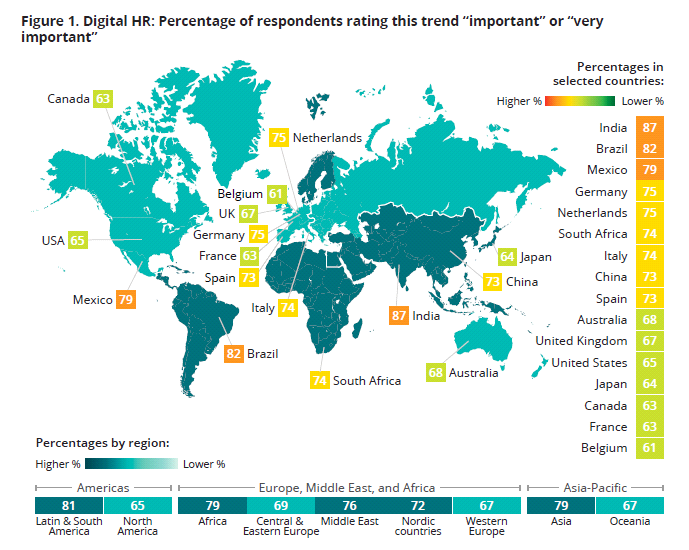 Figure 1. Digital HR: Percentage of respondents rating this trend “important” or “very
important”
Percentages in
selected countries:
Higher % Lower %
Canada 63
75 Netherlands
Belgium 61
UK 67
Germany 75
USA 65
France 63
64 Japan
Spain 73
73 China
Mexico 79
Italy 74
87 India
82 Brazil
74 South Africa
68 Australia
India 87
Brazil 82
Mexico 79
Germany 75
Netherlands 75
South Africa 74
Italy 74
China 73
Spain 73
Australia 68
United Kingdom 67
United States 65
Japan 64
Canada 63
France 63
Belgium 61
Percentages by region:
Higher % Lower %
Americas Europe, Middle East, and Africa Asia-Pacific
81 65 79 69 76 72 67 79 67
Latin & South North Africa Central & Middle East Nordic Western Asia Oceania
America America Eastern Europe countries Europe